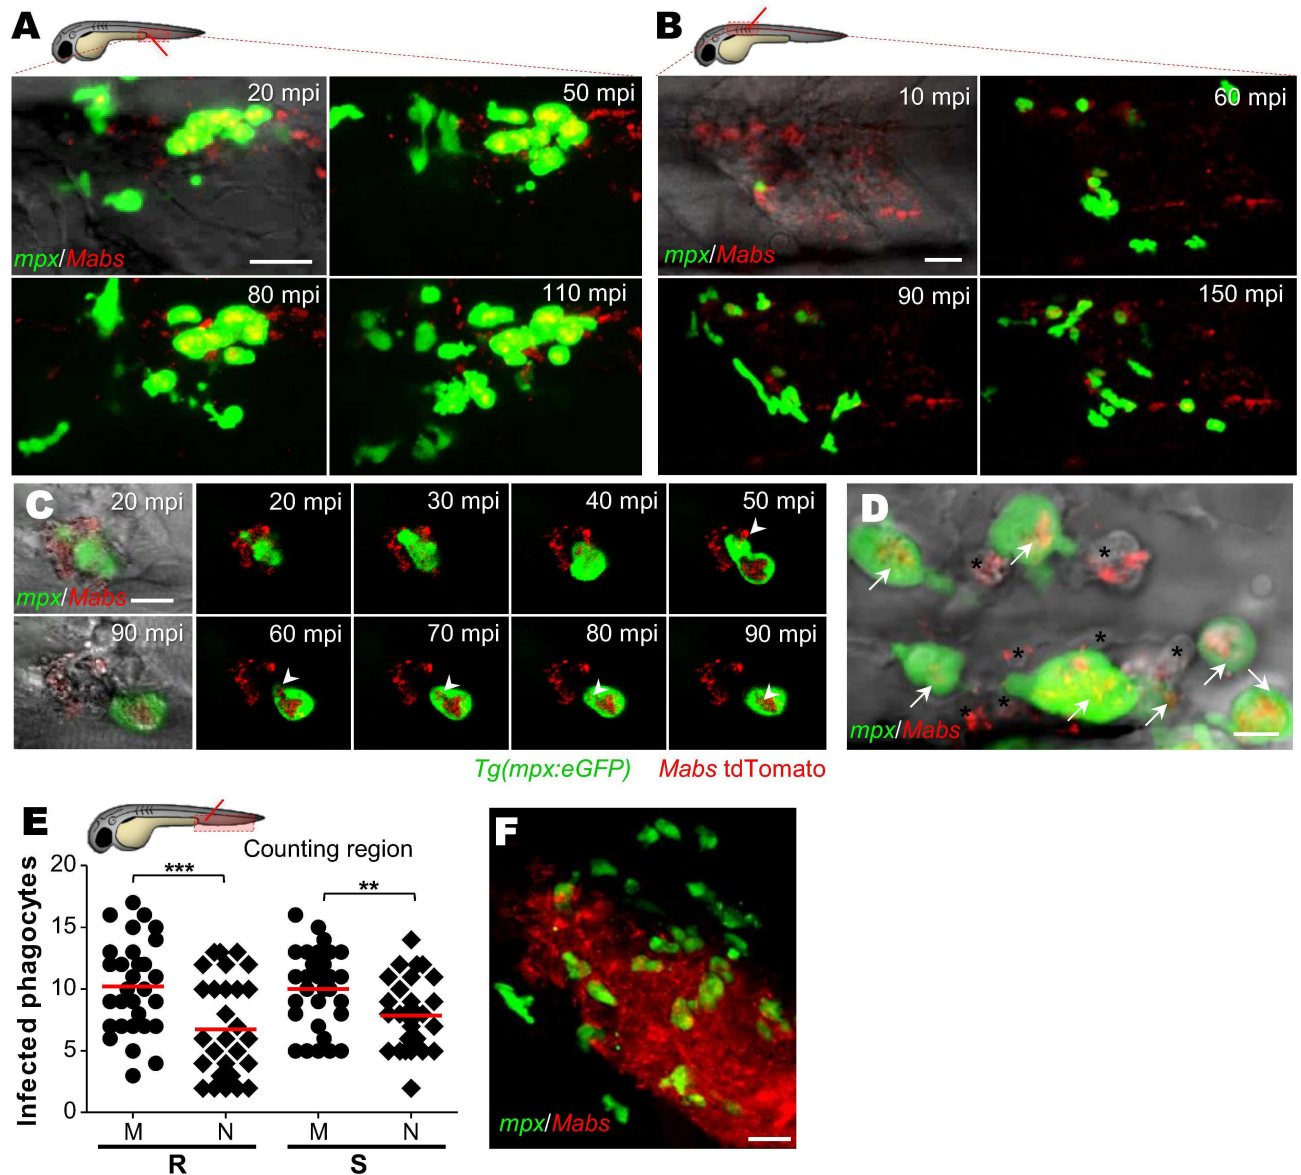 A
B
20 mpi
50 mpi
10 mpi
60 mpi
mpx/Mabs
mpx/Mabs
80 mpi
110 mpi
90 mpi
150 mpi
C
20 mpi
20 mpi
30 mpi
40 mpi
50 mpi
D
mpx/Mabs
90 mpi
60 mpi
70 mpi
80 mpi
90 mpi
* * * * * * *
mpx/Mabs
Tg(mpx:eGFP) Mabs tdTomato
E
Counting region
F
Infected phagocytes
20
15
10
5
0
***
**
M N M N
R S
mpx/Mabs